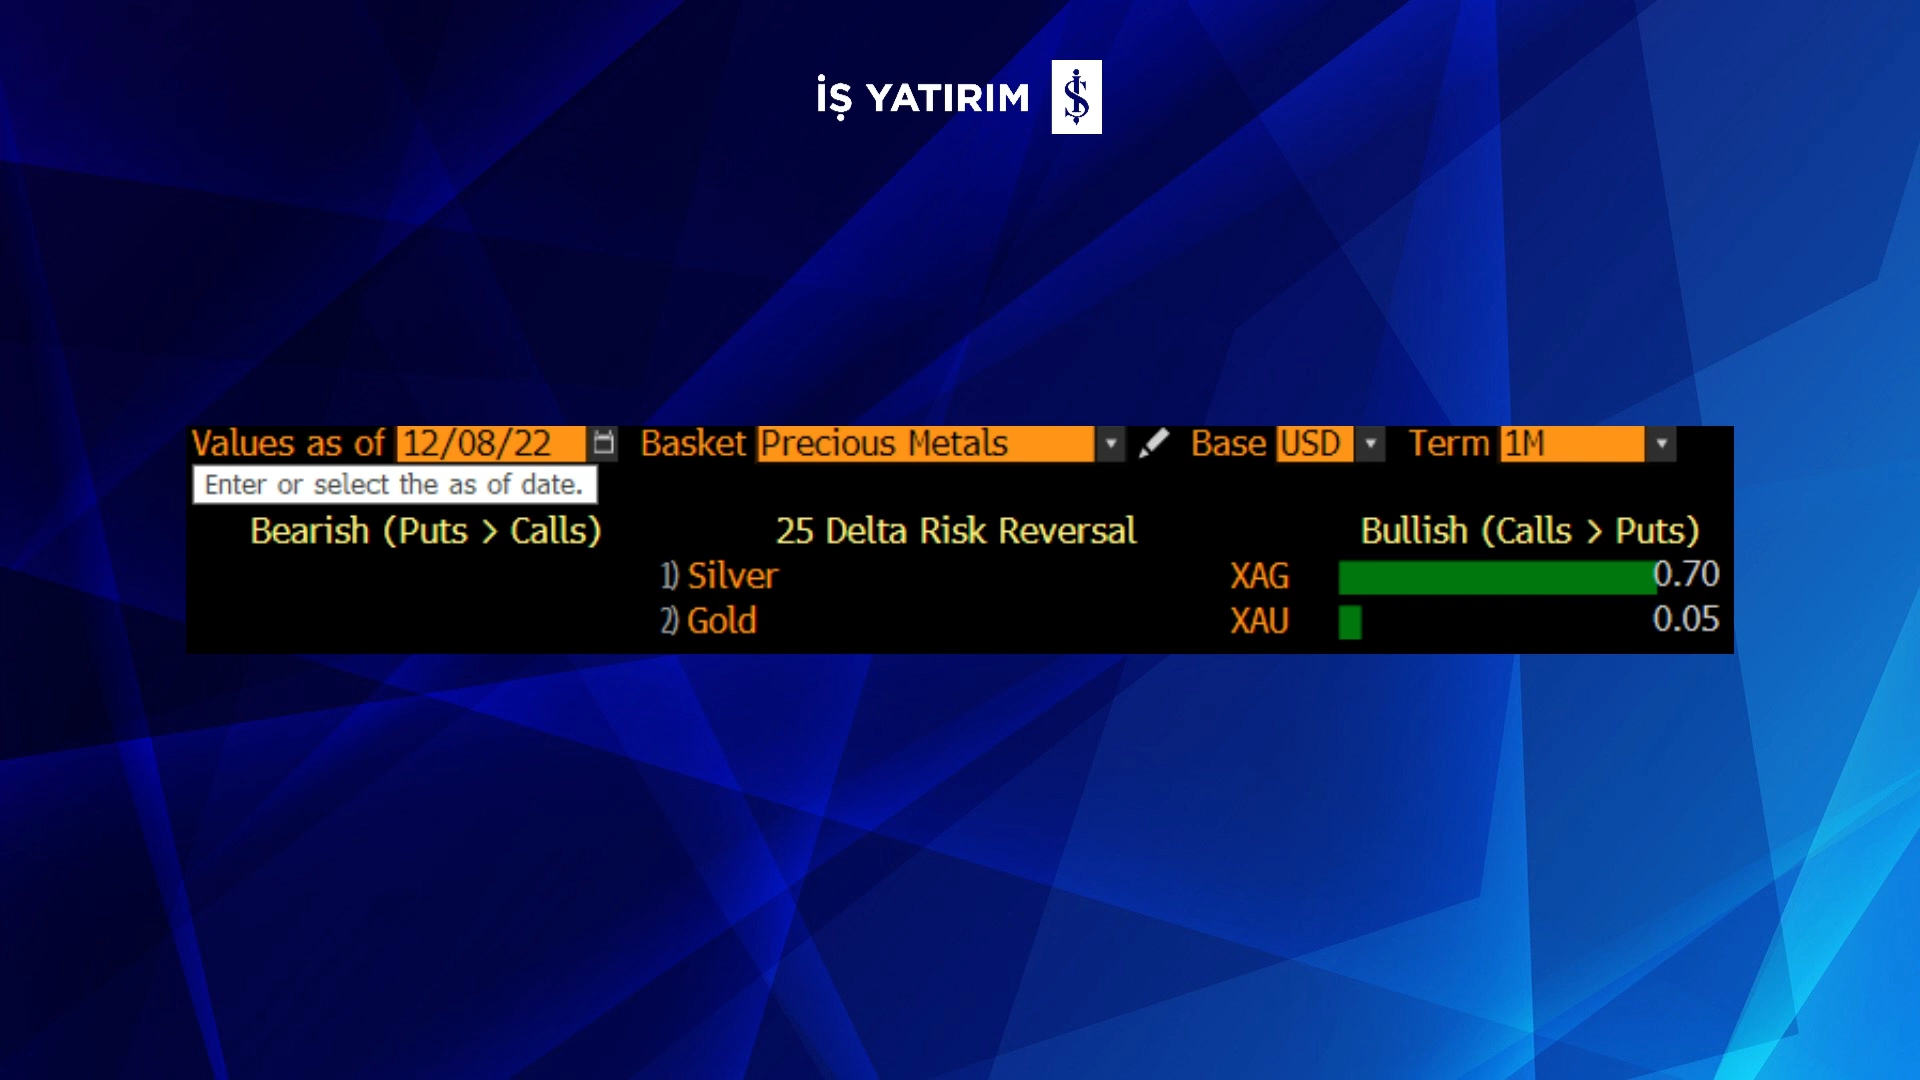 İŞ YATIRIM
Values as of 12/08/22 Basket Precious Metals Base USD Term 1M
Enter or select the as of date.
Bearish (Puts > Calls) 25 Delta Risk Reversal Bullish (Calls > Puts)
1) Silver XAG 0.70
2) Gold XAU 0.05